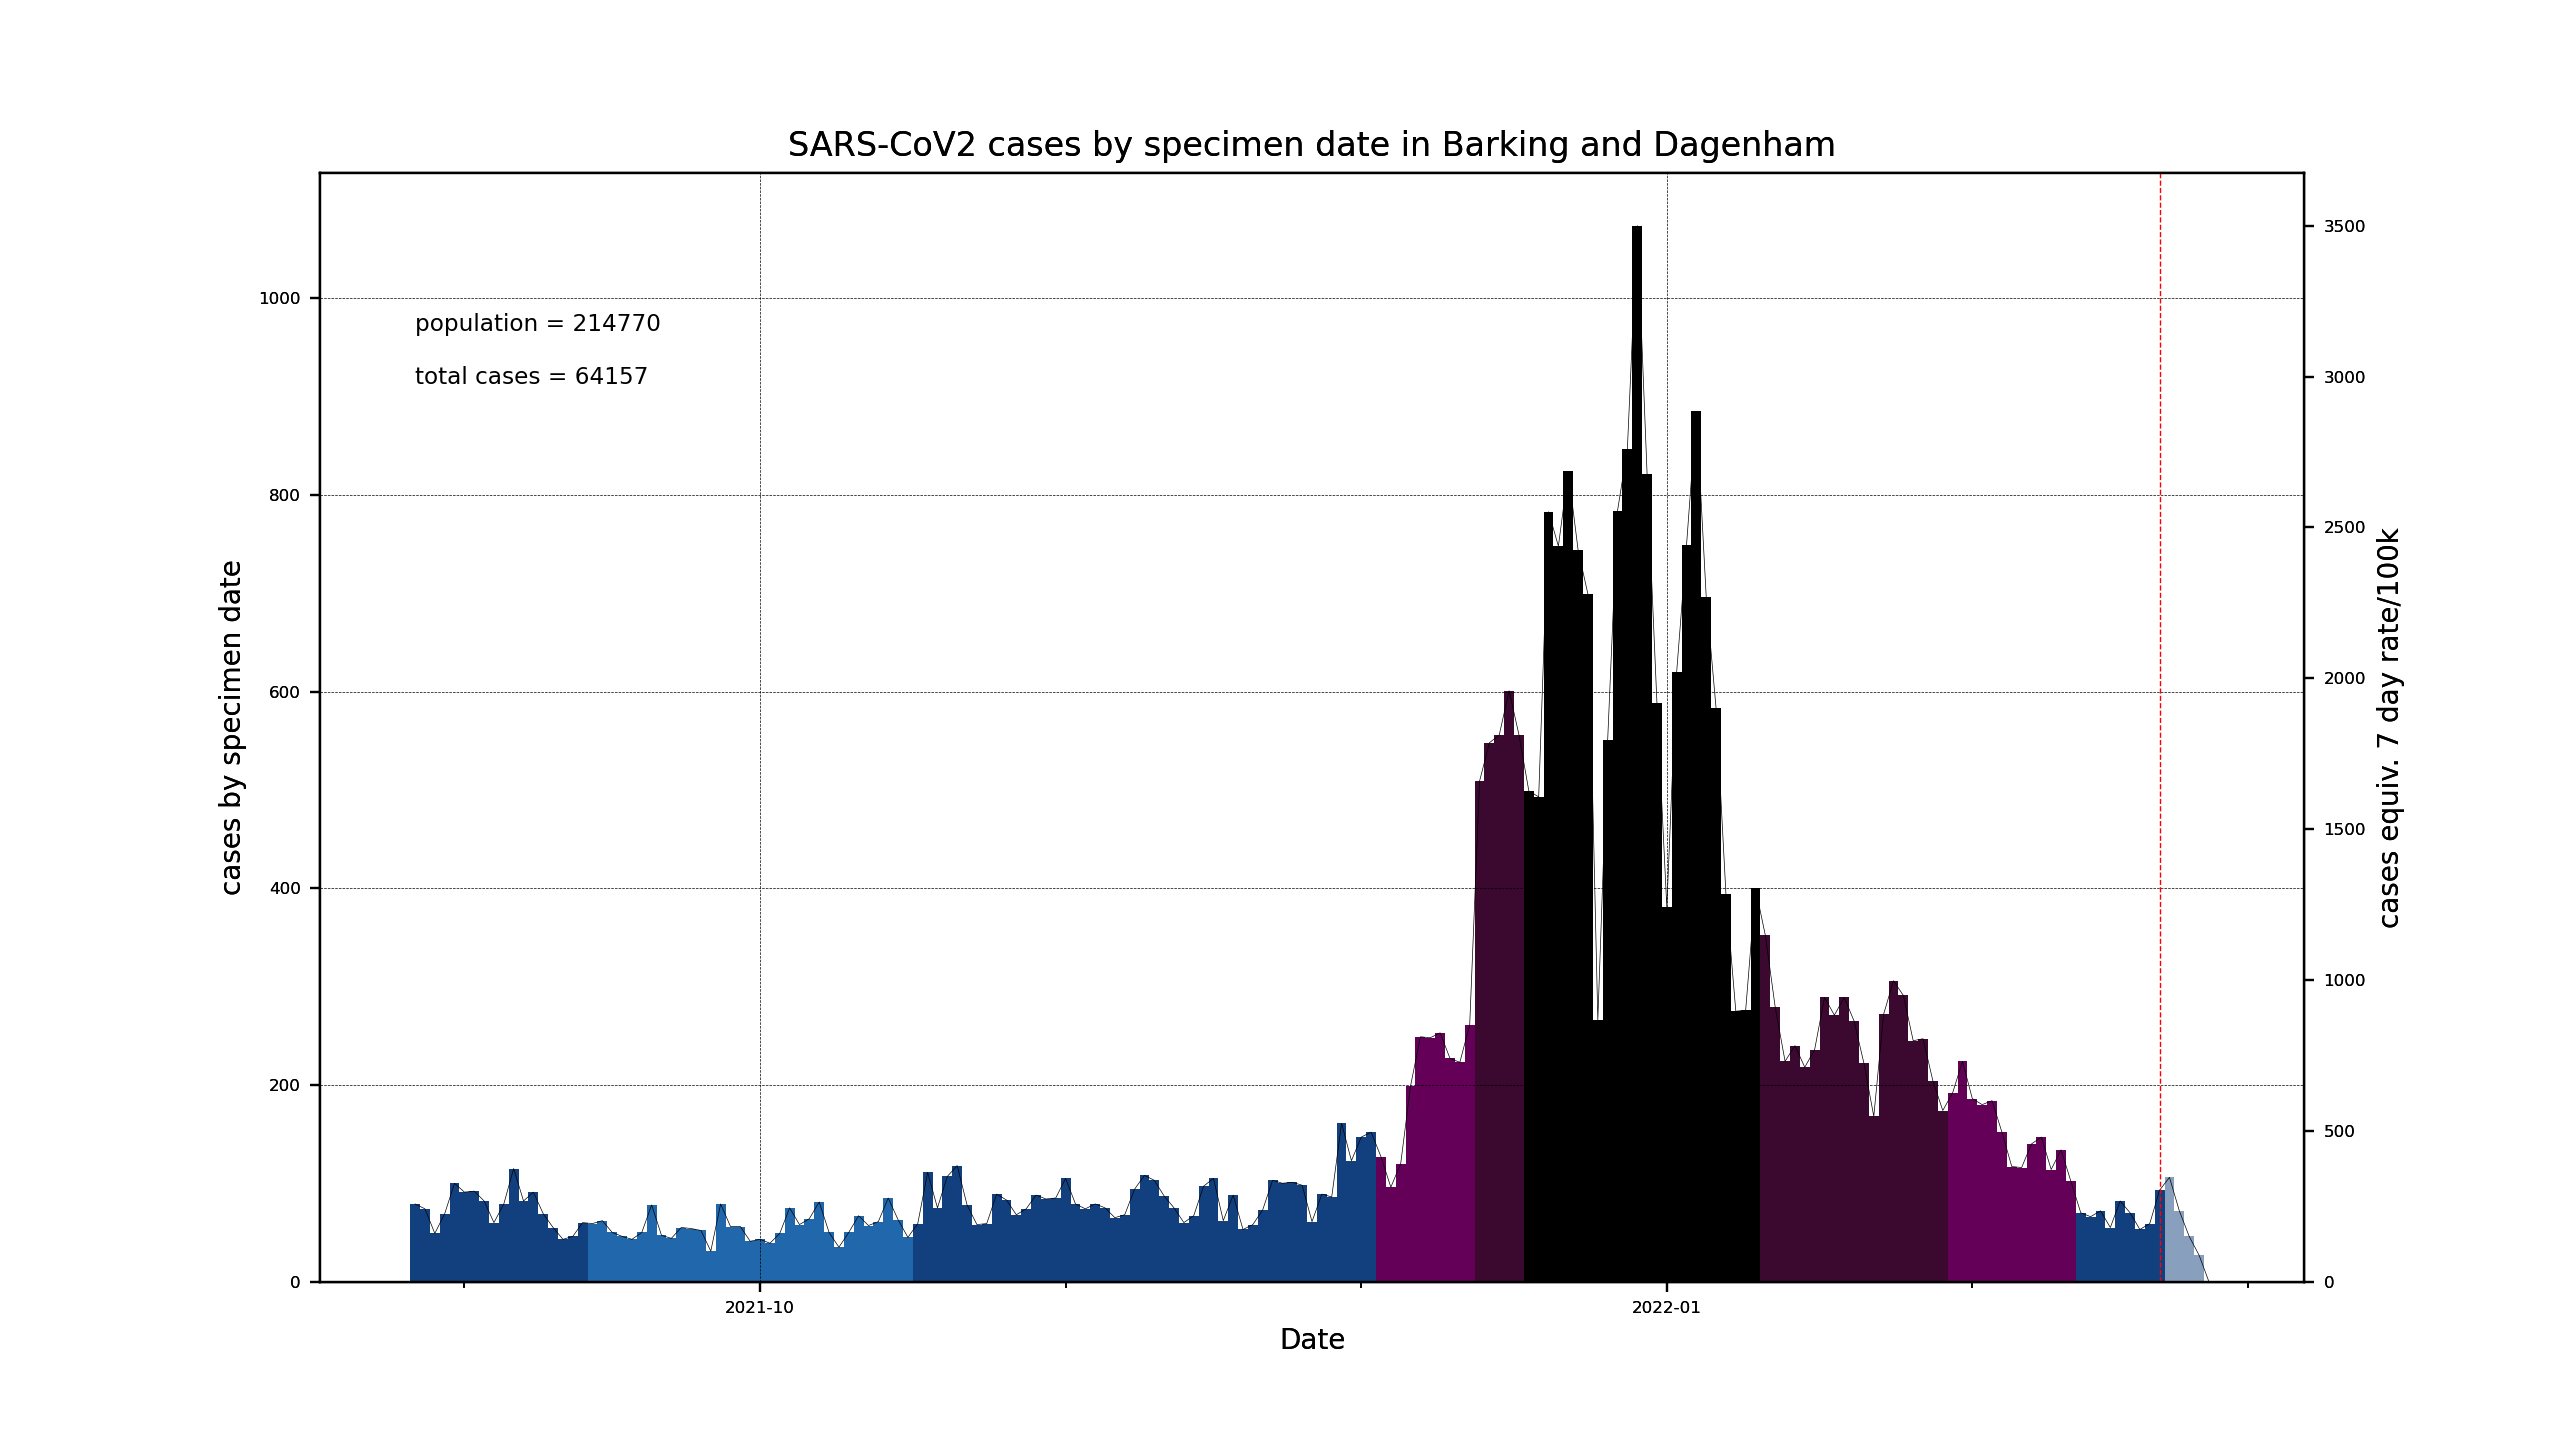 SARS-CoV2 cases by specimen date in Barking and Dagenham
population = 214770
total cases = 64157
cases by specimen date
1000
800
600
400
200
0
3500
3000
2500
2000
1500
1000
500
0
cases equiv. 7 day rate/100k
2021-10
2022-01
Date